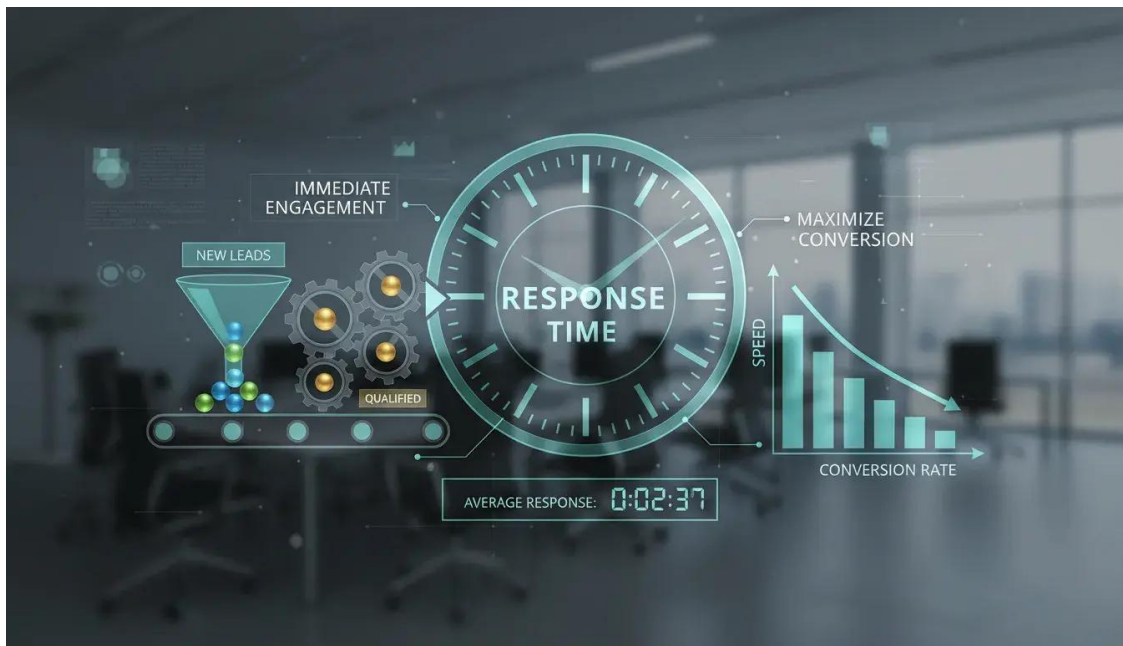 IMMEDIATE
ENGAGEMENT
NEW LEADS
QUALIFIED
RESPONSE
TIME
AVERAGE RESPONSE: 0:02:37
MAXIMIZE
CONVERSION
SPEED
CONVERSION RATE